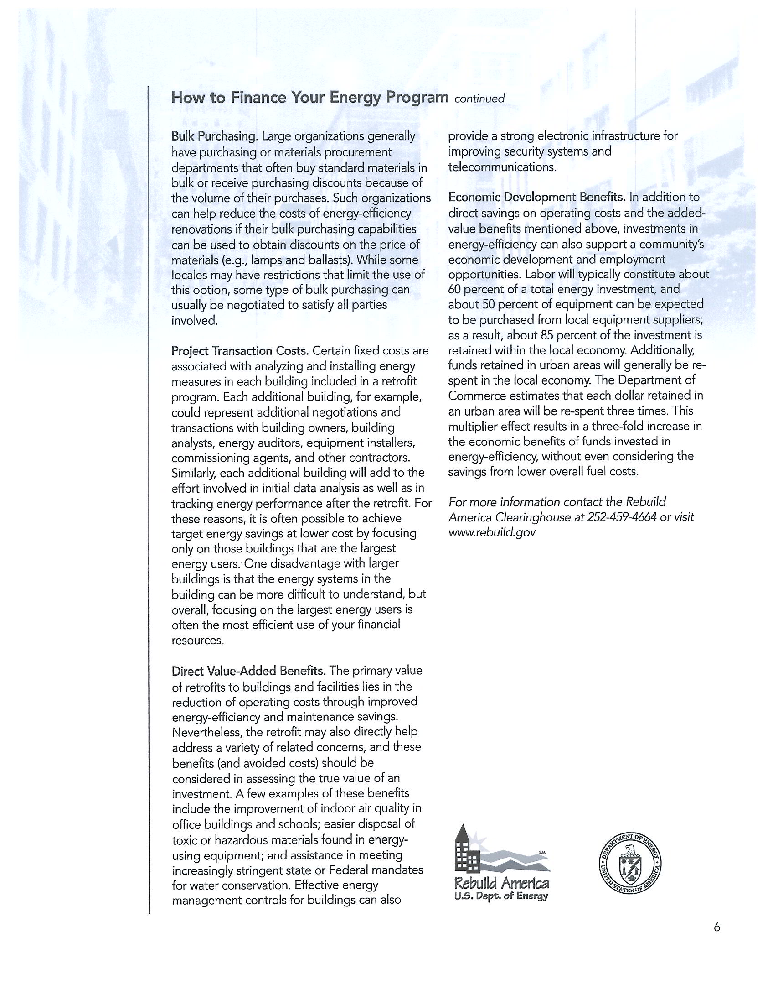 How to Finance Your Energy Program continued
Bulk Purchasing. Large organizations generally
have purchasing or materials procurement
departments that often buy standard materials in
bulk or receive purchasing discounts because of
the volume of their purchases. Such organizations
can help reduce the costs of energy-efficiency
renovations if their bulk purchasing capabilities
can be used to obtain discounts on the price of
materials (e.g., lamps and ballasts). While some
locales may have restrictions that limit the use of
this option, some type of bulk purchasing can
usually be negotiated to satisfy all parties
involved.
Project Transaction Costs. Certain fixed costs are
associated with analyzing and installing energy
measures in each building included in a retrofit
program. Each additional building, for example,
could represent additional negotiations and
transactions with building owners, building
analysts, energy auditors, equipment installers,
commissioning agents, and other contractors.
Similarly, each additional building will add to the
effort involved in initial data analysis as well as in
tracking energy performance after the retrofit. For
these reasons, it is often possible to achieve
target energy savings at lower cost by focusing
only on those buildings that are the largest
energy users. One disadvantage with larger
buildings is that the energy systems in the
building can be more difficult to understand, but
overall, focusing on the largest energy users is
often the most efficient use of your financial
resources.
Direct Value-Added Benefits. The primary value
of retrofits to buildings and facilities lies in the
reduction of operating costs through improved
energy-efficiency and maintenance savings.
Nevertheless, the retrofit may also directly help
address a variety of related concerns, and these
benefits (and avoided costs) should be
considered in assessing the true value of an
investment. A few examples of these benefits
include the improvement of indoor air quality in
office buildings and schools; easier disposal of
toxic or hazardous materials found in energy-
using equipment; and assistance in meeting
increasingly stringent state or Federal mandates
for water conservation. Effective energy
management controls for buildings can also
provide a strong electronic infrastructure for
improving security systems and
telecommunications.
Economic Development Benefits. In addition to
direct savings on operating costs and the added-
value benefits mentioned above, investments in
energy-efficiency can also support a community's
economic development and employment
opportunities. Labor will typically constitute about
60 percent of a total energy investment, and
about 50 percent of equipment can be expected
to be purchased from local equipment suppliers;
as a result, about 85 percent of the investment is
retained within the local economy. Additionally,
funds retained in urban areas will generally be re-
spent in the local economy. The Department of
Commerce estimates that each dollar retained in
an urban area will be re-spent three times. This
multiplier effect results in a three-fold increase in
the economic benefits of funds invested in
energy-efficiency, without even considering the
savings from lower overall fuel costs.
For more information contact the Rebuild
America Clearinghouse at 252-459-4664 or visit
www.rebuild.gov
S.M.
Rebuild America
U.S. Dept. of Energy
DEPARTMENT OF ENERGY
UNITED STATES OF AMERICA
6